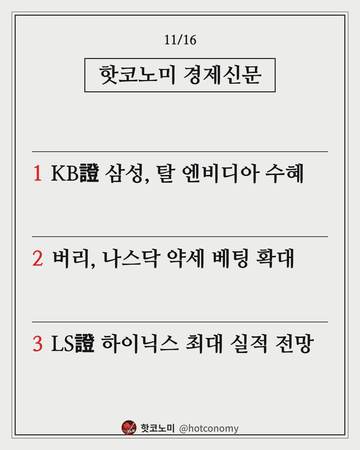 11/16
핫코노미 경제신문
1 KB證 삼성, 탈 엔비디아 수혜
2 버리, 나스닥 약세 베팅 확대
3 LS證 하이닉스 최대 실적 전망
핫코노미 @hotconomy